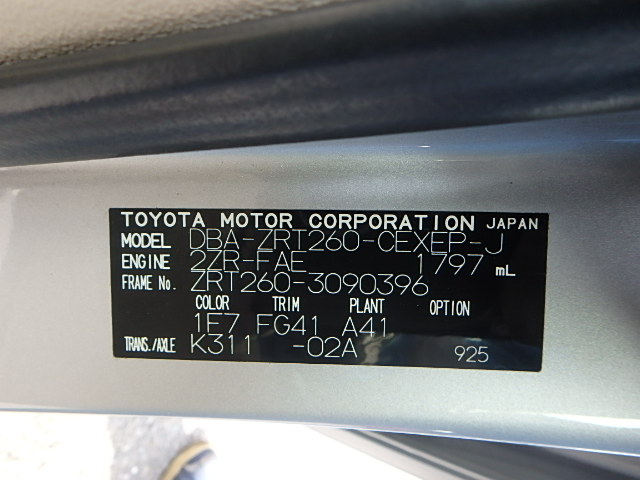 TOYOTA MOTOR CORPORATION JAPAN
MODEL DBA-ZRT260-CEXEP-J
ENGINE 2ZR-FAE 1797 mL
FRAME No. ZRT260-3090396
COLOR TRIM PLANT OPTION
1E7 FG41 A41
TRANS./AXLE K311 -02A 925